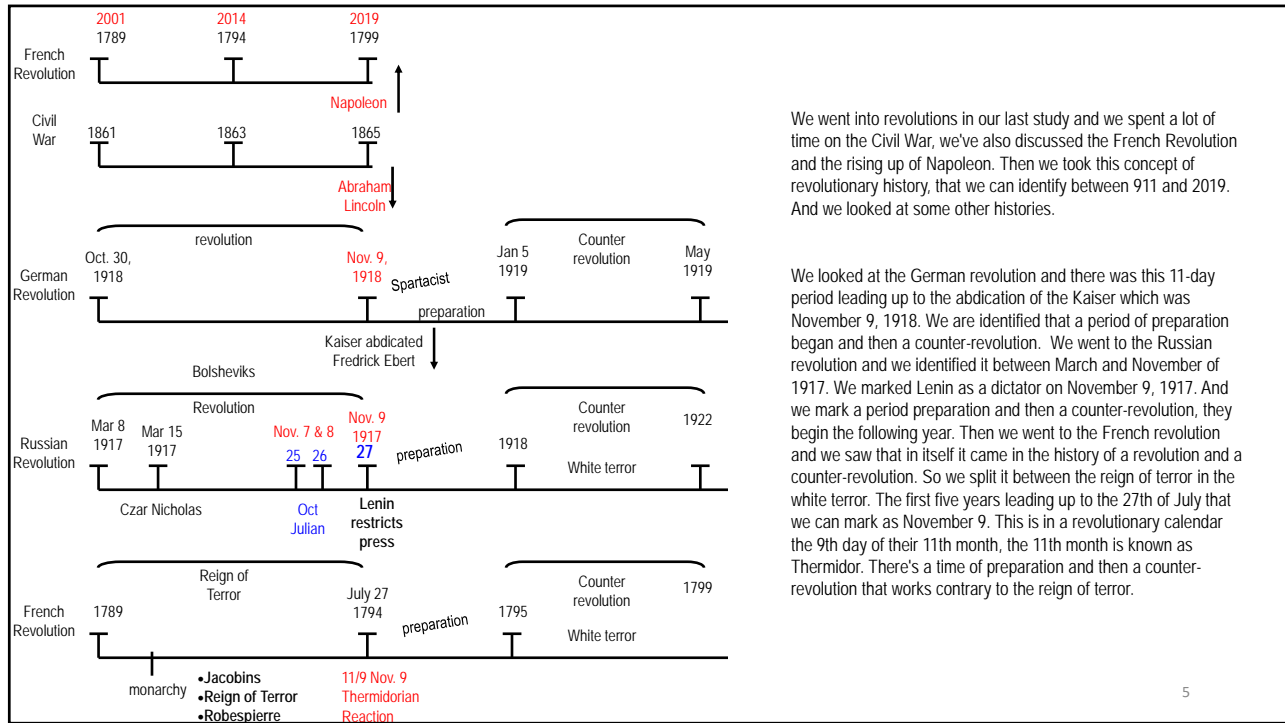 2001 2014 2019
1789 1794 1799
French
Revolution
Napoleon
Civil
War
1861 1863 1865
Abraham
Lincoln
revolution
Counter
revolution
Oct. 30,
1918
Nov. 9,
1918
Jan 5
1919
May
1919
German
Revolution
Spartacist
preparation
Kaiser abdicated
Fredrick Ebert
Bolsheviks
Revolution
Counter
revolution
Mar 8
1917
Mar 15
1917
Nov. 7 & 8
25 26
Nov. 9
1917
27
1918
1922
Russian
Revolution
preparation
White terror
Czar Nicholas
Oct
Julian
Lenin
restricts
press
Reign of
Terror
Counter
revolution
1789
July 27
1794
1795
1799
French
Revolution
preparation
White terror
monarchy
•Jacobins
•Reign of Terror
•Robespierre
11/9 Nov. 9
Thermidorian
Reaction
We went into revolutions in our last study and we spent a lot of
time on the Civil War, we've also discussed the French Revolution
and the rising up of Napoleon. Then we took this concept of
revolutionary history, that we can identify between 911 and 2019.
And we looked at some other histories.
We looked at the German revolution and there was this 11-day
period leading up to the abdication of the Kaiser which was
November 9, 1918. We are identified that a period of preparation
began and then a counter-revolution.  We went to the Russian
revolution and we identified it between March and November of
1917. We marked Lenin as a dictator on November 9, 1917. And
we mark a period preparation and then a counter-revolution, they
begin the following year. Then we went to the French revolution
and we saw that in itself it came in the history of a revolution and a
counter-revolution. So we split it between the reign of terror in the
white terror. The first five years leading up to the 27th of July that
we can mark as November 9. This is in a revolutionary calendar
the 9th day of their 11th month, the 11th month is known as
Thermidor. There's a time of preparation and then a counter-
revolution that works contrary to the reign of terror.
5